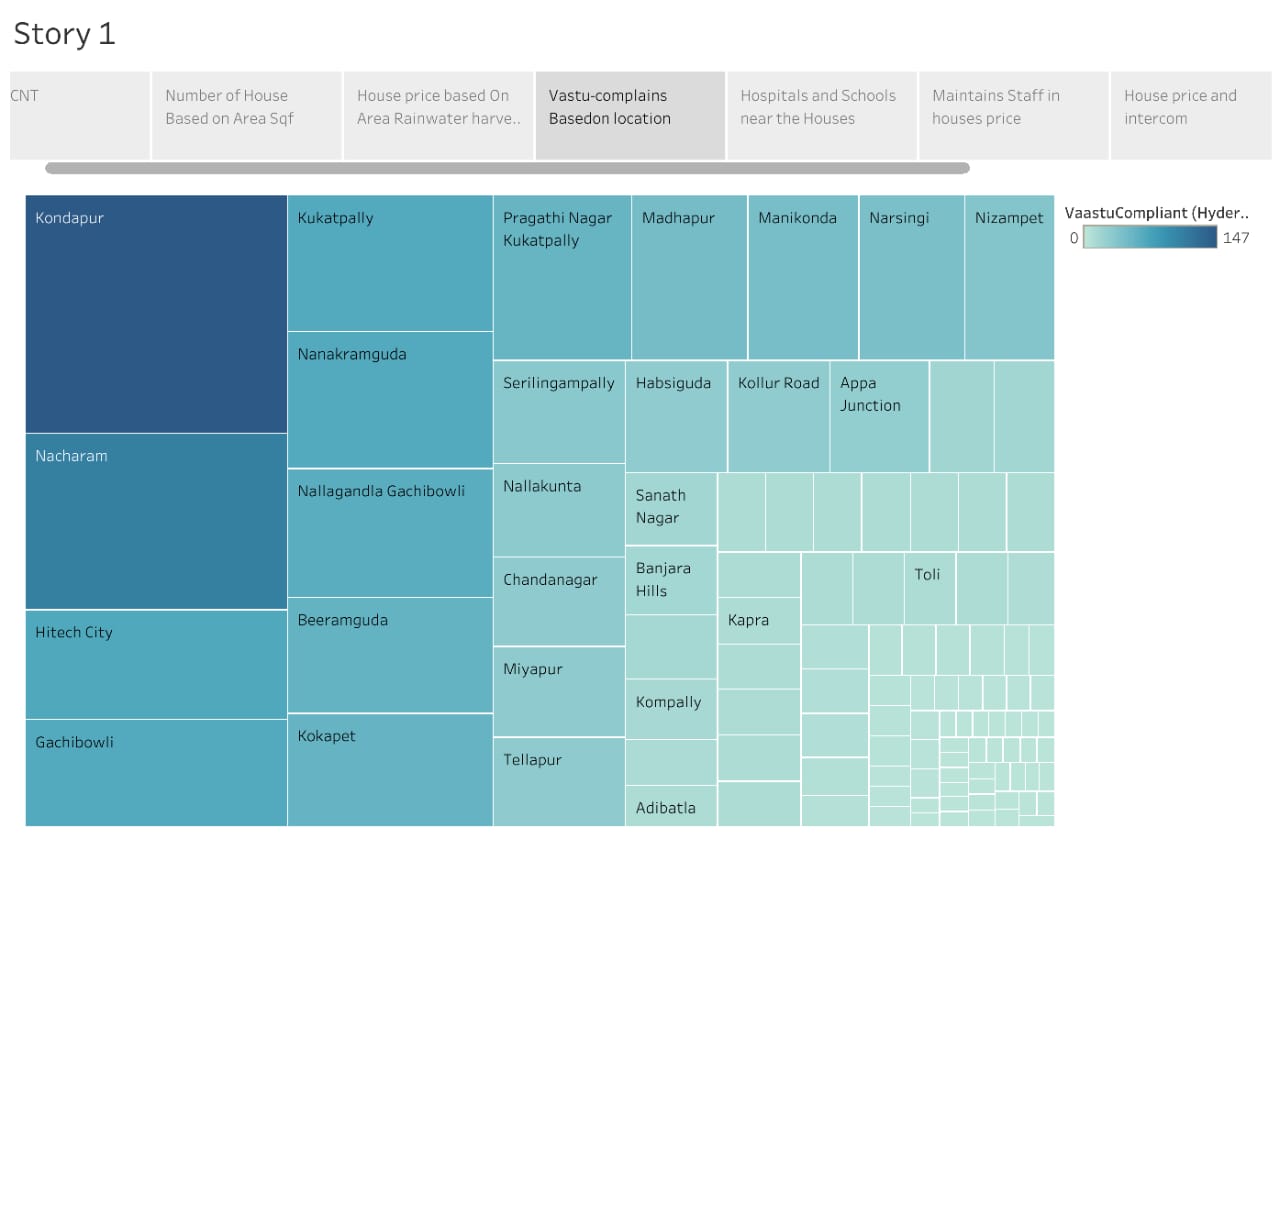 Story 1
CNT
Number of House
Based on Area Sqf
House price based On
Area Rainwater harve..
Vastu-complains
Basedon location
Hospitals and Schools
near the Houses
Maintains Staff in
houses price
House price and
intercom
VaastuCompliant (Hyder..
0
147
Kondapur
Nacharam
Hitech City
Gachibowli
Kukatpally
Nanakramguda
Nallagandla Gachibowli
Beeramguda
Kokapet
Pragathi Nagar
Kukatpally
Madhapur
Manikonda
Narsingi
Nizampet
Serilingampally
Nallakunta
Chandanagar
Miyapur
Tellapur
Habsiguda
Kollur Road
Appa
Junction
Sanath
Nagar
Banjara
Hills
Kompally
Adibatla
Kapra
Toli